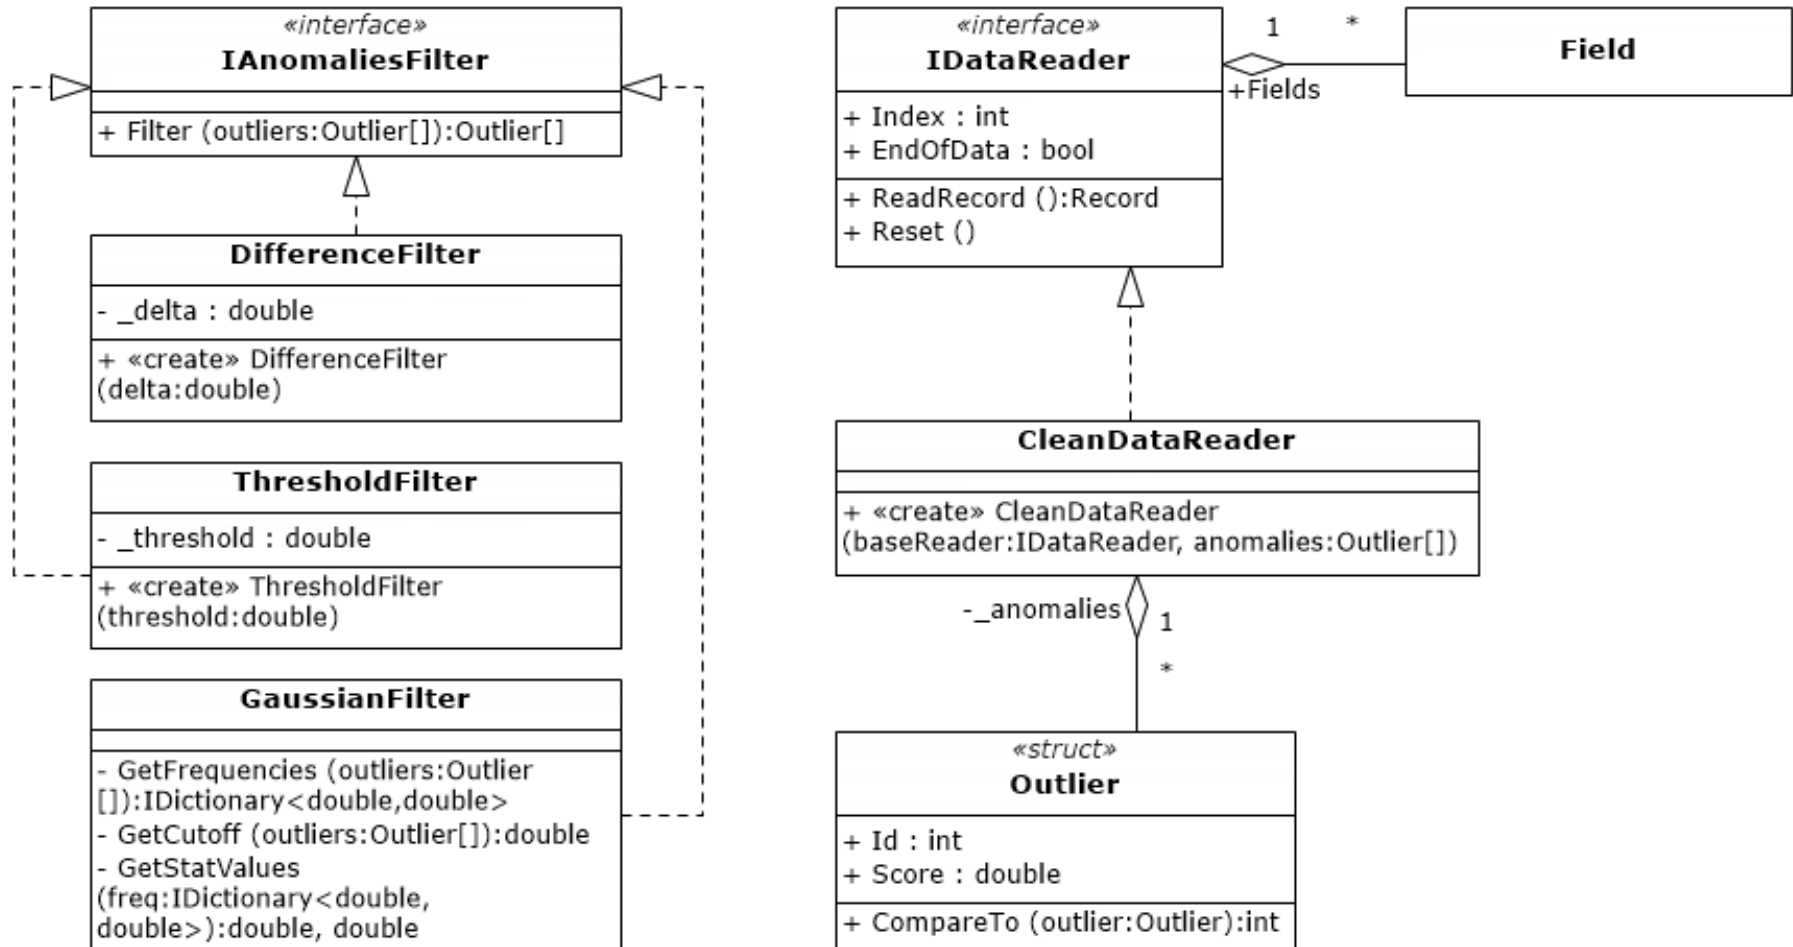 «interface»
IAnomaliesFilter
+ Filter (outliers:Outlier[]):Outlier[]
DifferenceFilter
- _delta : double
+ «create» DifferenceFilter
(delta:double)
ThresholdFilter
- _threshold : double
+ «create» ThresholdFilter
(threshold:double)
GaussianFilter
- GetFrequencies (outliers:Outlier
[]):IDictionary<double,double>
- GetCutoff (outliers:Outlier[]):double
- GetStatValues
(freq:IDictionary<double,
double>):double, double
«interface»
IDataReader
+ Index : int
+ EndOfData : bool
+ ReadRecord ():Record
+ Reset ()
1
*
+Fields
Field
CleanDataReader
+ «create» CleanDataReader
(baseReader:IDataReader, anomalies:Outlier[])
-_anomalies
1
*
«struct»
Outlier
+ Id : int
+ Score : double
+ CompareTo (outlier:Outlier):int